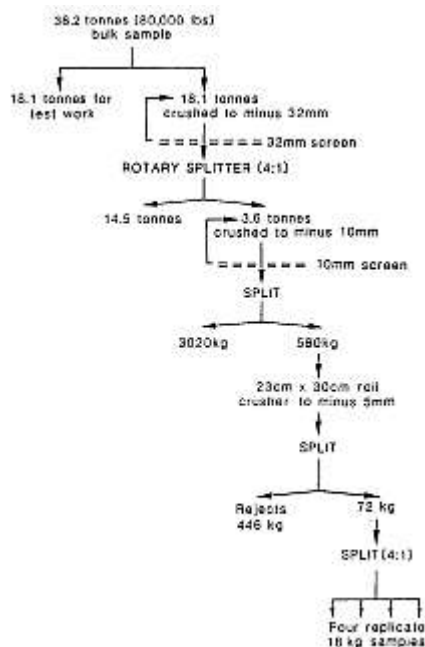 36.2 tonnes (80,000 lbs)
bulk sample
18.1 tonnes for
test work
18.1 tonnes
crushed to minus 32mm
32mm screen
ROTARY SPLITTER (4:1)
14.5 tonnes
3.6 tonnes
crushed to minus 10mm
10mm screen
SPLIT
3020kg
580kg
23cm x 30cm roll
crusher to minus 5mm
SPLIT
Rejects
446 kg
72 kg
SPLIT (4:1)
Four replicate
18 kg samples